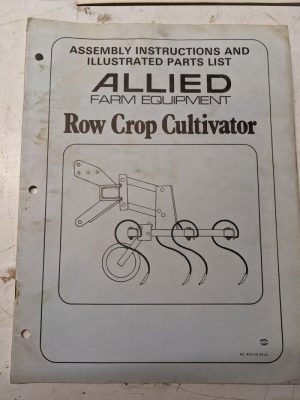 ASSEMBLY INSTRUCTIONS AND
ILLUSTRATED PARTS LIST
ALLIED
FARM EQUIPMENT
Row Crop Cultivator